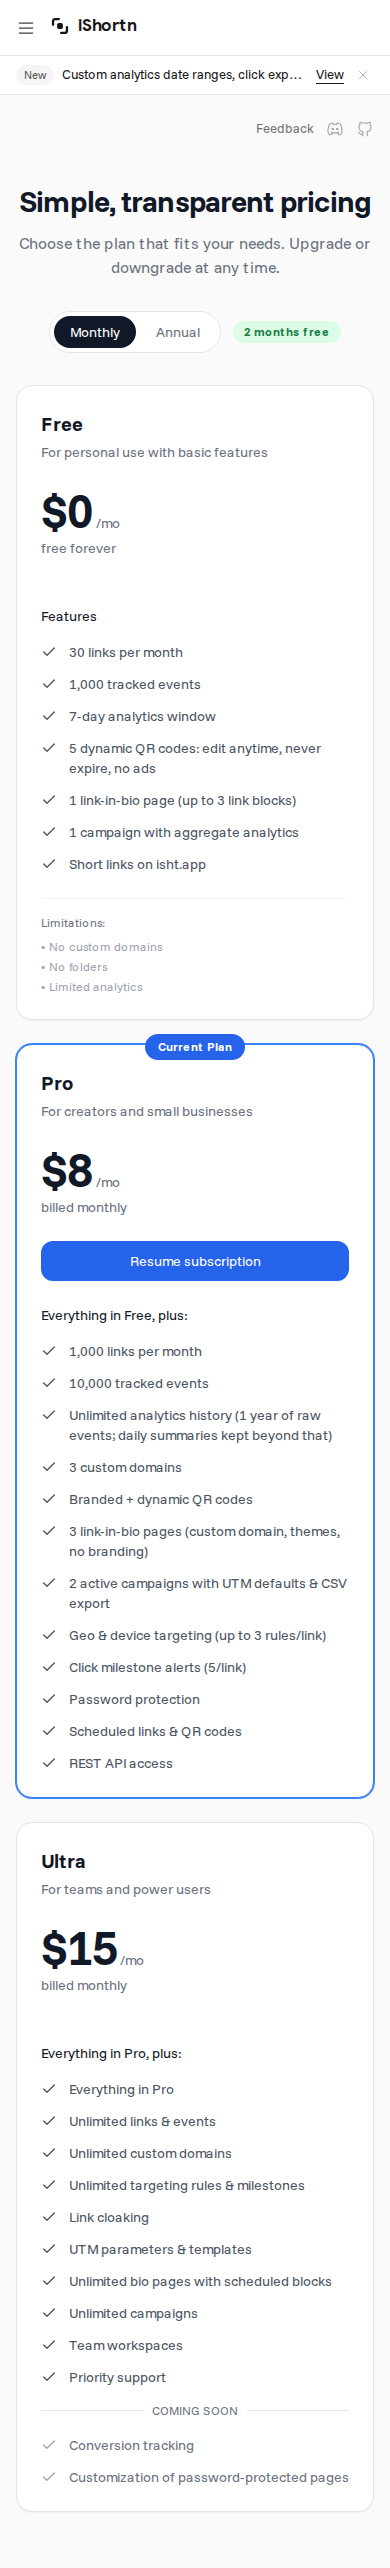 iShortn
New Custom analytics date ranges, click exp... View
Feedback
Simple, transparent pricing
Choose the plan that fits your needs. Upgrade or
downgrade at any time.
Monthly Annual 2 months free
Free
For personal use with basic features
$0 /mo
free forever
Features
30 links per month
1,000 tracked events
7-day analytics window
5 dynamic QR codes: edit anytime, never
expire, no ads
1 link-in-bio page (up to 3 link blocks)
1 campaign with aggregate analytics
Short links on isht.app
Limitations:
• No custom domains
• No folders
• Limited analytics
Current Plan
Pro
For creators and small businesses
$8 /mo
billed monthly
Resume subscription
Everything in Free, plus:
1,000 links per month
10,000 tracked events
Unlimited analytics history (1 year of raw
events; daily summaries kept beyond that)
3 custom domains
Branded + dynamic QR codes
3 link-in-bio pages (custom domain, themes,
no branding)
2 active campaigns with UTM defaults & CSV
export
Geo & device targeting (up to 3 rules/link)
Click milestone alerts (5/link)
Password protection
Scheduled links & QR codes
REST API access
Ultra
For teams and power users
$15 /mo
billed monthly
Everything in Pro, plus:
Everything in Pro
Unlimited links & events
Unlimited custom domains
Unlimited targeting rules & milestones
Link cloaking
UTM parameters & templates
Unlimited bio pages with scheduled blocks
Unlimited campaigns
Team workspaces
Priority support
COMING SOON
Conversion tracking
Customization of password-protected pages